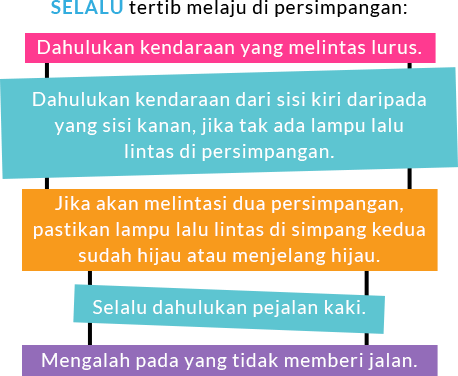 SELALU tertib melaju di persimpangan:
Dahulukan kendaraan yang melintas lurus.
Dahulukan kendaraan dari sisi kiri daripada
yang sisi kanan, jika tak ada lampu lalu
lintas di persimpangan.
Jika akan melintasi dua persimpangan,
pastikan lampu lalu lintas di simpang kedua
sudah hijau atau menjelang hijau.
Selalu dahulukan pejalan kaki.
Mengalah pada yang tidak memberi jalan.